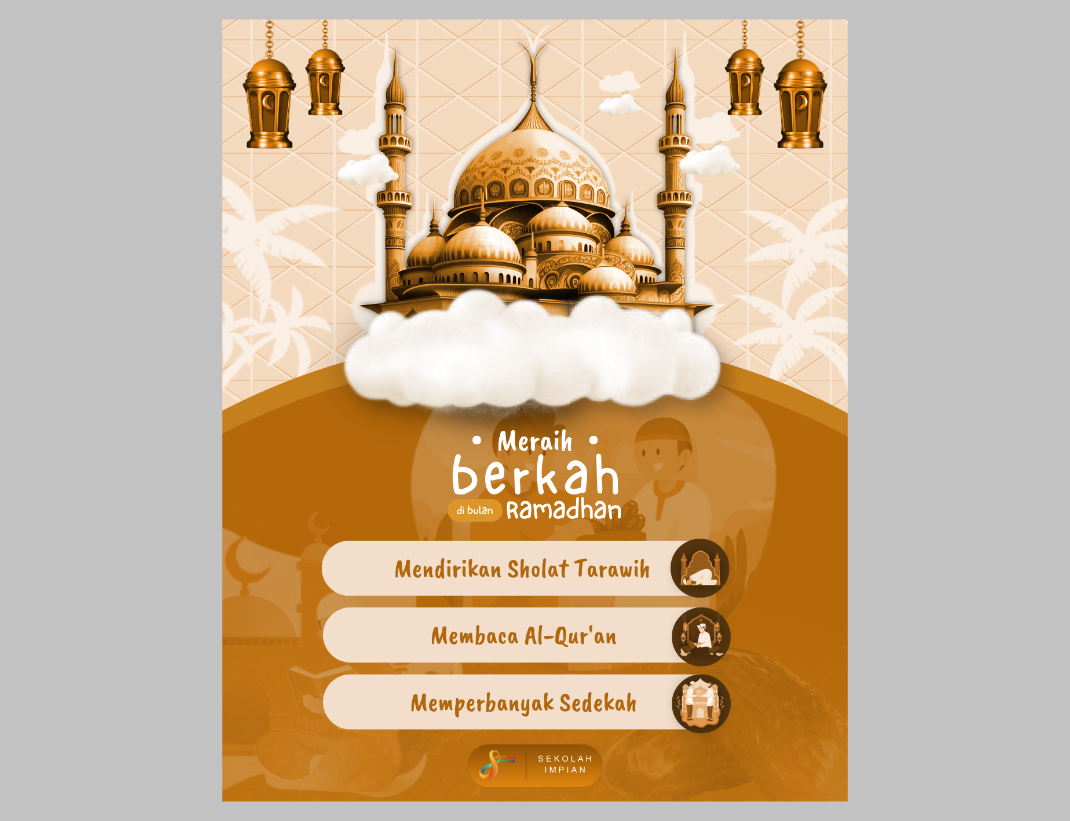 Meraih
berkah
di bulan Ramadhan
Mendirikan Sholat Tarawih
Membaca Al-Qur'an
Memperbanyak Sedekah
SEKOLAH
IMPIAN